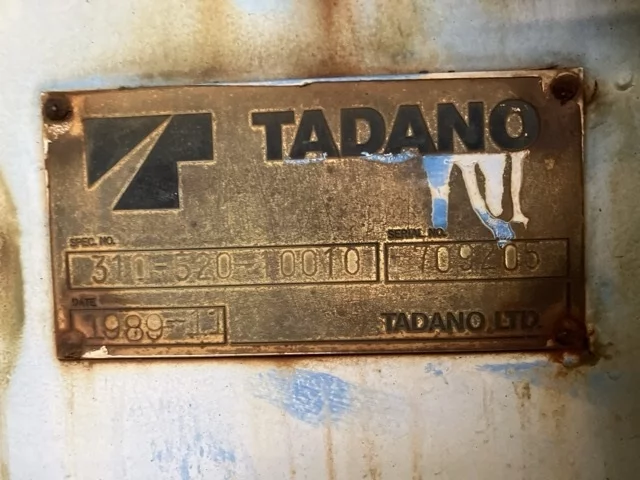 TADANO
SPEC. NO.
310-520-10010
SERIAL NO.
709205
DATE
1989-11
TADANO LTD.